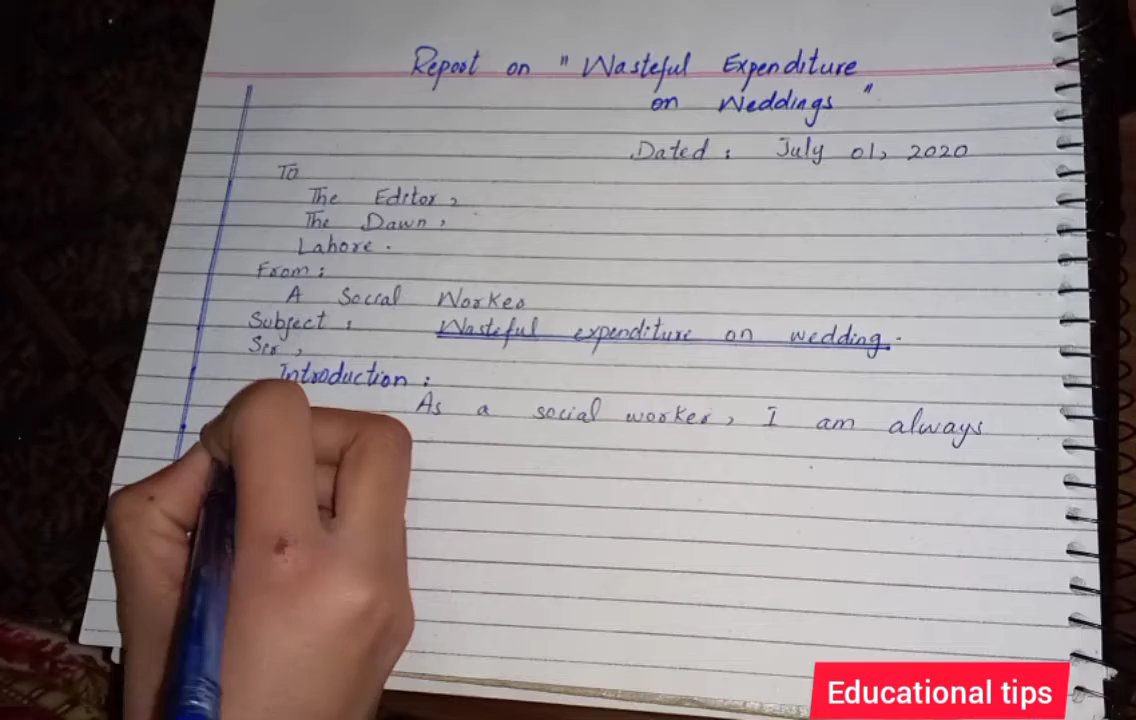 Report on "Wasteful Expenditure
on Weddings"
Dated : July 01, 2020
To
The Editor,
The Dawn,
Lahore.
From :
A Social Worker
Subject : Wasteful expenditure on wedding.
Sir,
Introduction :
As a social worker, I am always
Educational tips